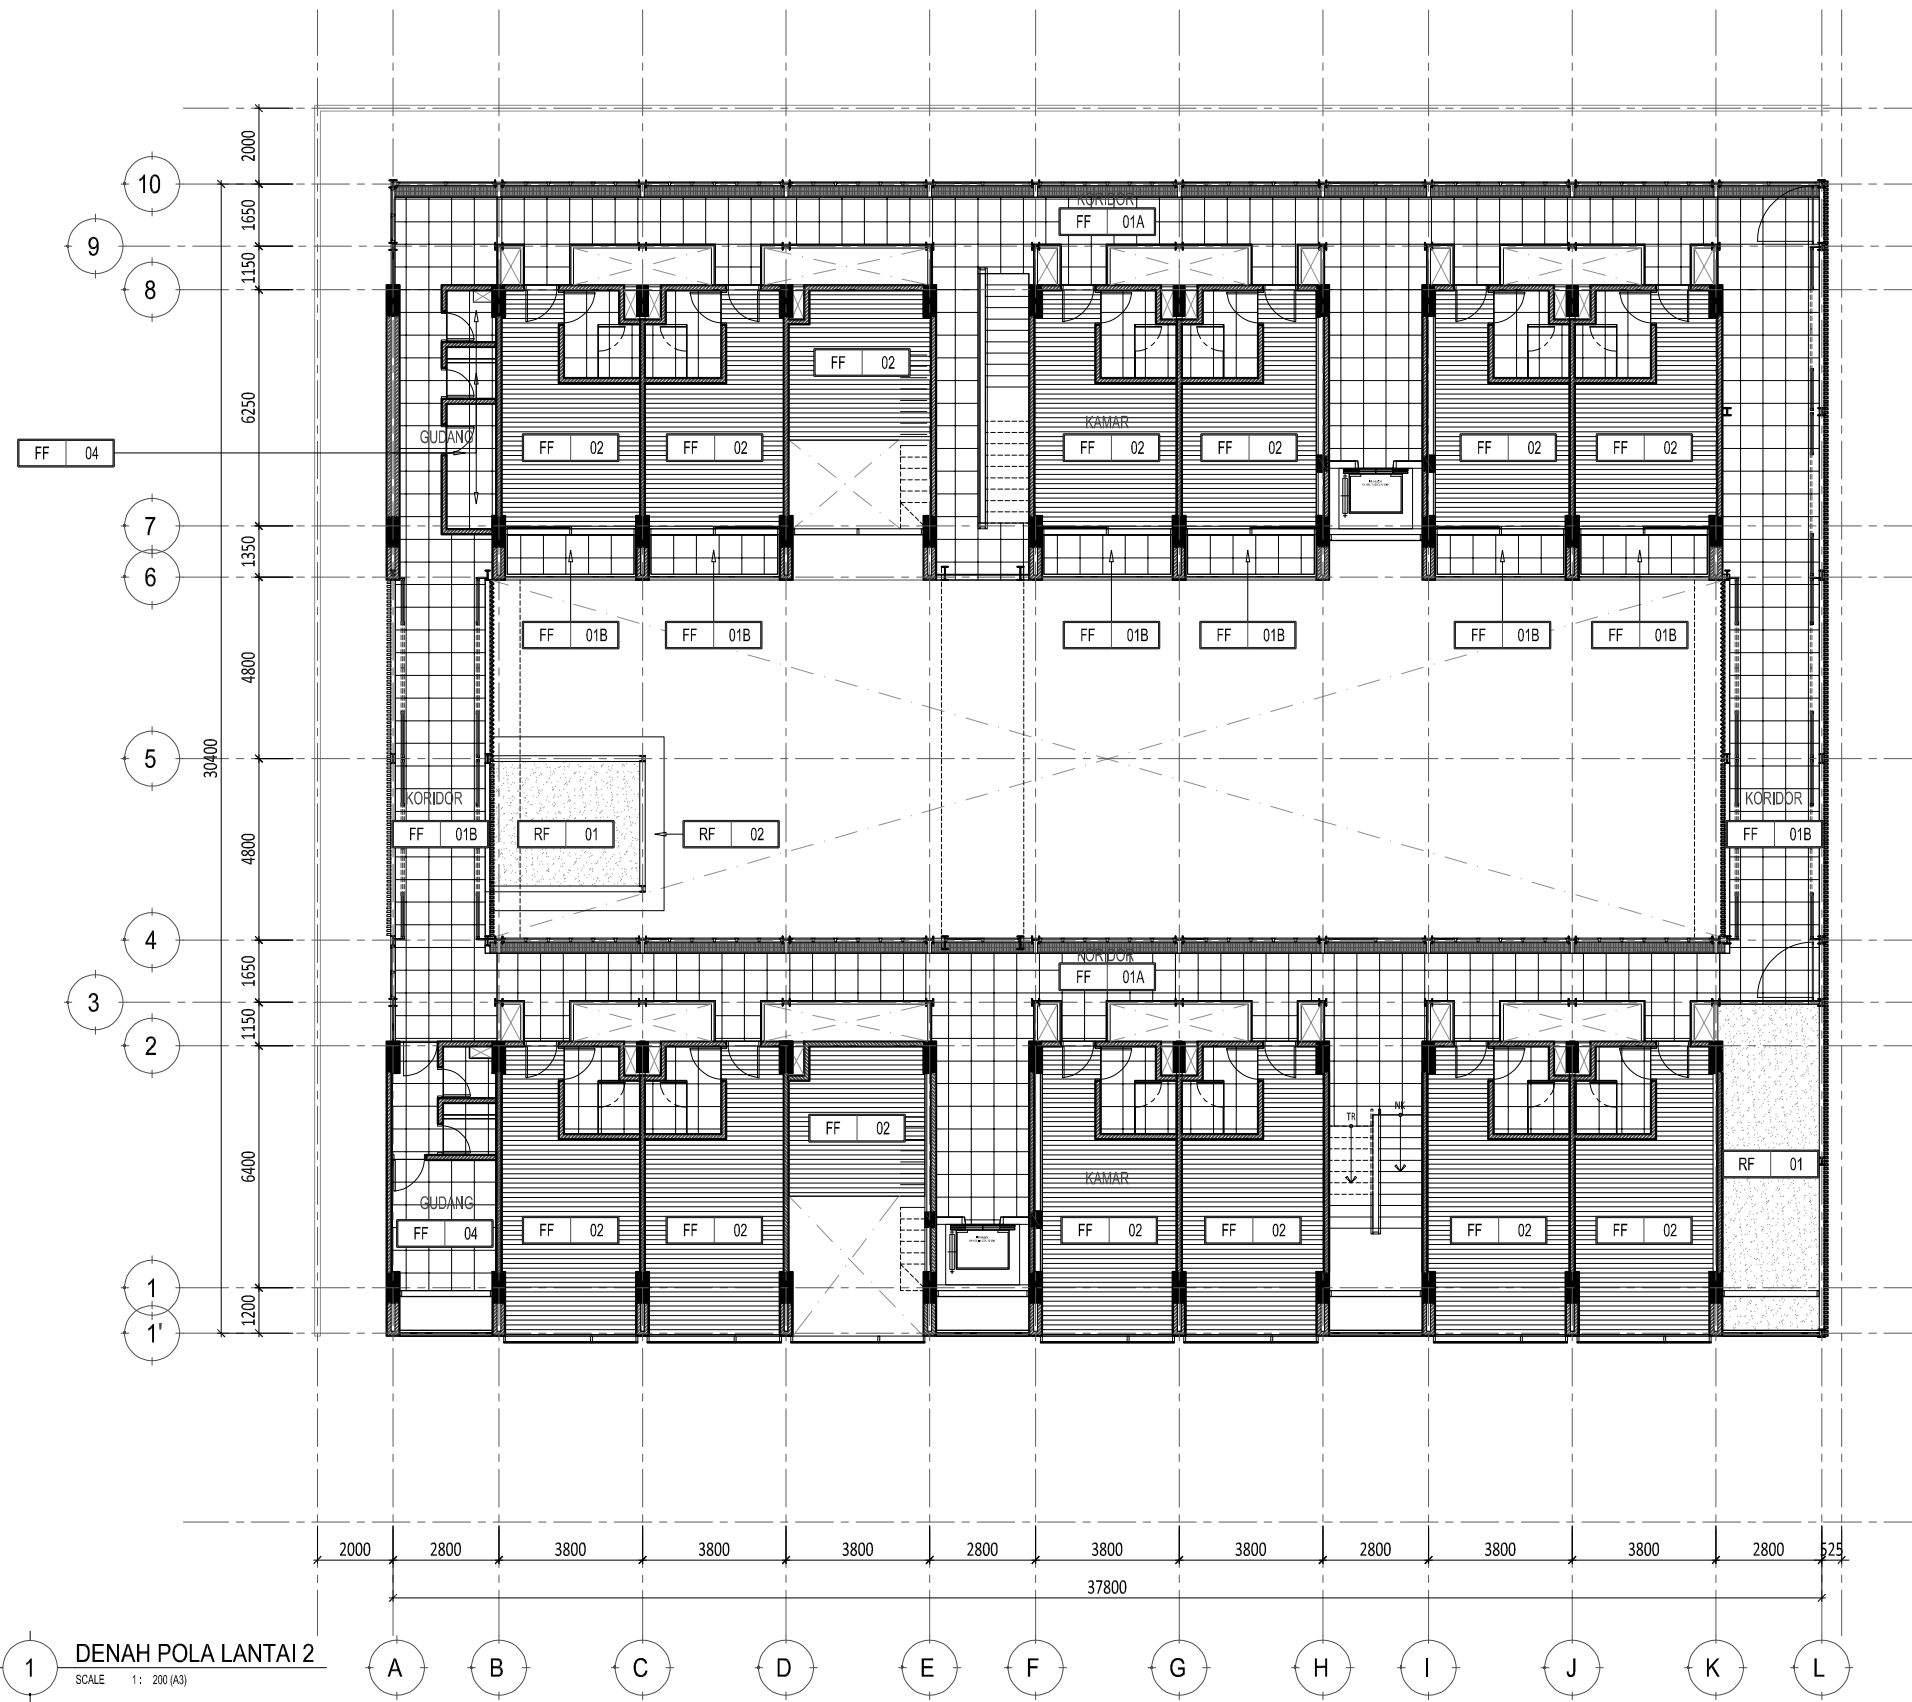 2000
10
1650
KORIDOR
FF 01A
9
1150
8
FF 02
6250
GUDANG
KAMAR
FF 04
FF 02
FF 02
FF 02
FF 02
FF 02
FF 02
7
1350
6
FF 01B
FF 01B
FF 01B
FF 01B
FF 01B
FF 01B
4800
30400
5
KORIDOR
KORIDOR
4800
FF 01B
RF 01
RF 02
FF 01B
4
1650
KORIDOR
FF 01A
3
1150
2
TR
NK
FF 02
6400
KAMAR
RF 01
GUDANG
FF 04
FF 02
FF 02
FF 02
FF 02
FF 02
FF 02
1
1200
1'
2000
2800
3800
3800
3800
2800
3800
3800
2800
3800
3800
2800
525
37800
1
DENAH POLA LANTAI 2
SCALE 1 : 200 (A3)
A
B
C
D
E
F
G
H
I
J
K
L